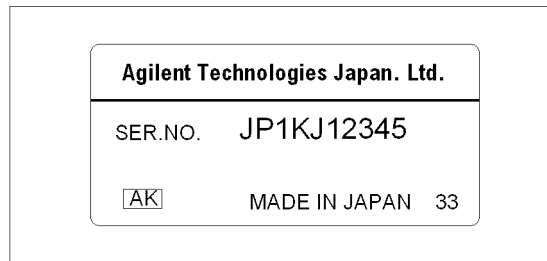 Agilent Technologies Japan. Ltd.
SER.NO. JP1KJ12345
AK MADE IN JAPAN 33